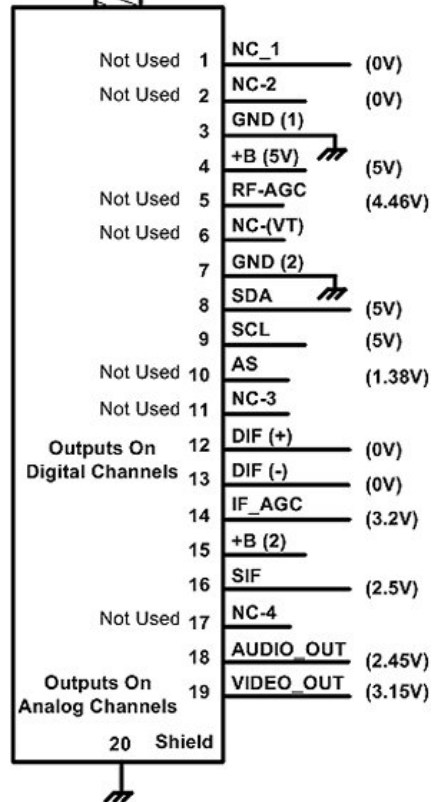 Not Used 1 NC_1 (0V)
Not Used 2 NC-2 (0V)
3 GND (1)
4 +B (5V) (5V)
Not Used 5 RF-AGC (4.46V)
Not Used 6 NC-(VT)
7 GND (2)
8 SDA (5V)
9 SCL (5V)
Not Used 10 AS (1.38V)
Not Used 11 NC-3
Outputs On 12 DIF (+) (0V)
Digital Channels 13 DIF (-) (0V)
14 IF_AGC (3.2V)
15 +B (2)
16 SIF (2.5V)
Not Used 17 NC-4
18 AUDIO_OUT (2.45V)
Outputs On 19 VIDEO_OUT (3.15V)
Analog Channels
20 Shield